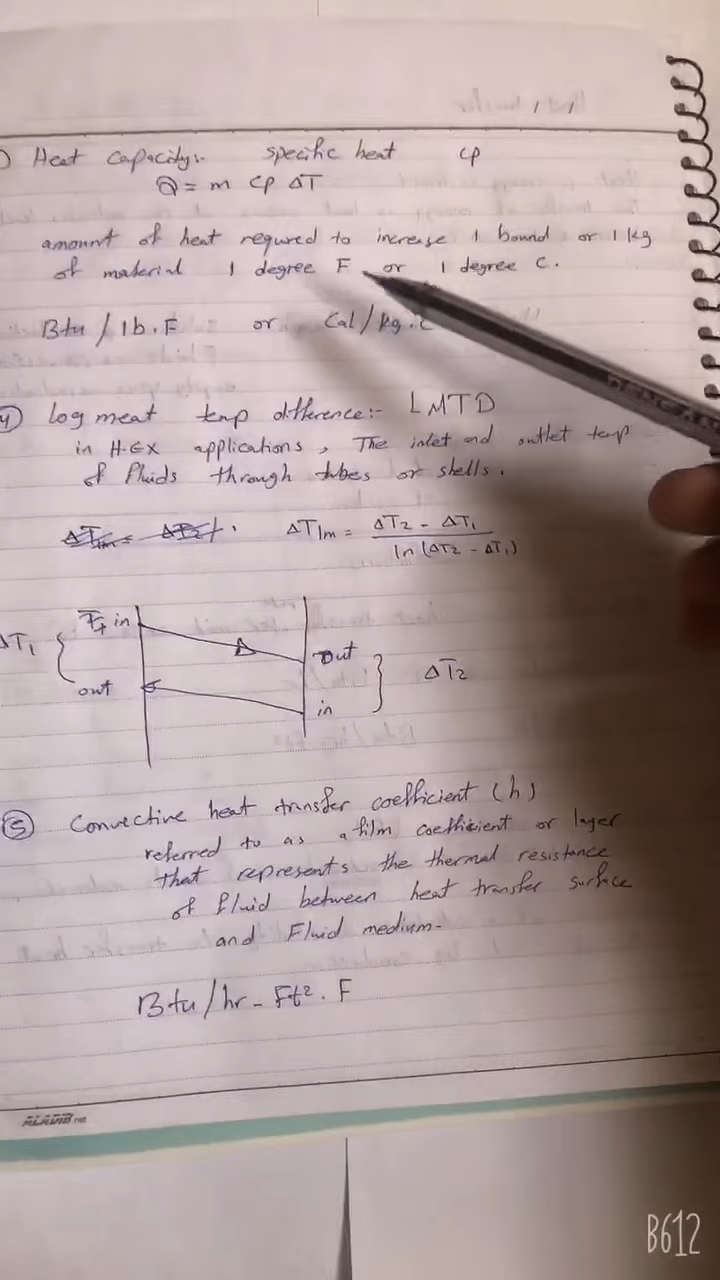 Heat capacity:- specific heat cp
Q = m cp ΔT
amount of heat requred to increase 1 bound or 1 kg
of material 1 degree F or 1 degree C.
Btu / lb.F or Cal/kg.C
4) Log meat temp difference:- LMTD
in H.EX applications, The inlet and outlet temp
of fluids through tubes or shells.
ΔTlm = ΔT2 - ΔT1 / ln(ΔT2 - ΔT1)
in
ΔT1
out
out
ΔT2
in
5 Convective heat transfer coefficient (h)
referred to as a film coefficient or layer
that represents the thermal resistance
of fluid between heat transfer surface
and Fluid medium.
Btu/hr - Ft². F
ALADIB
B612